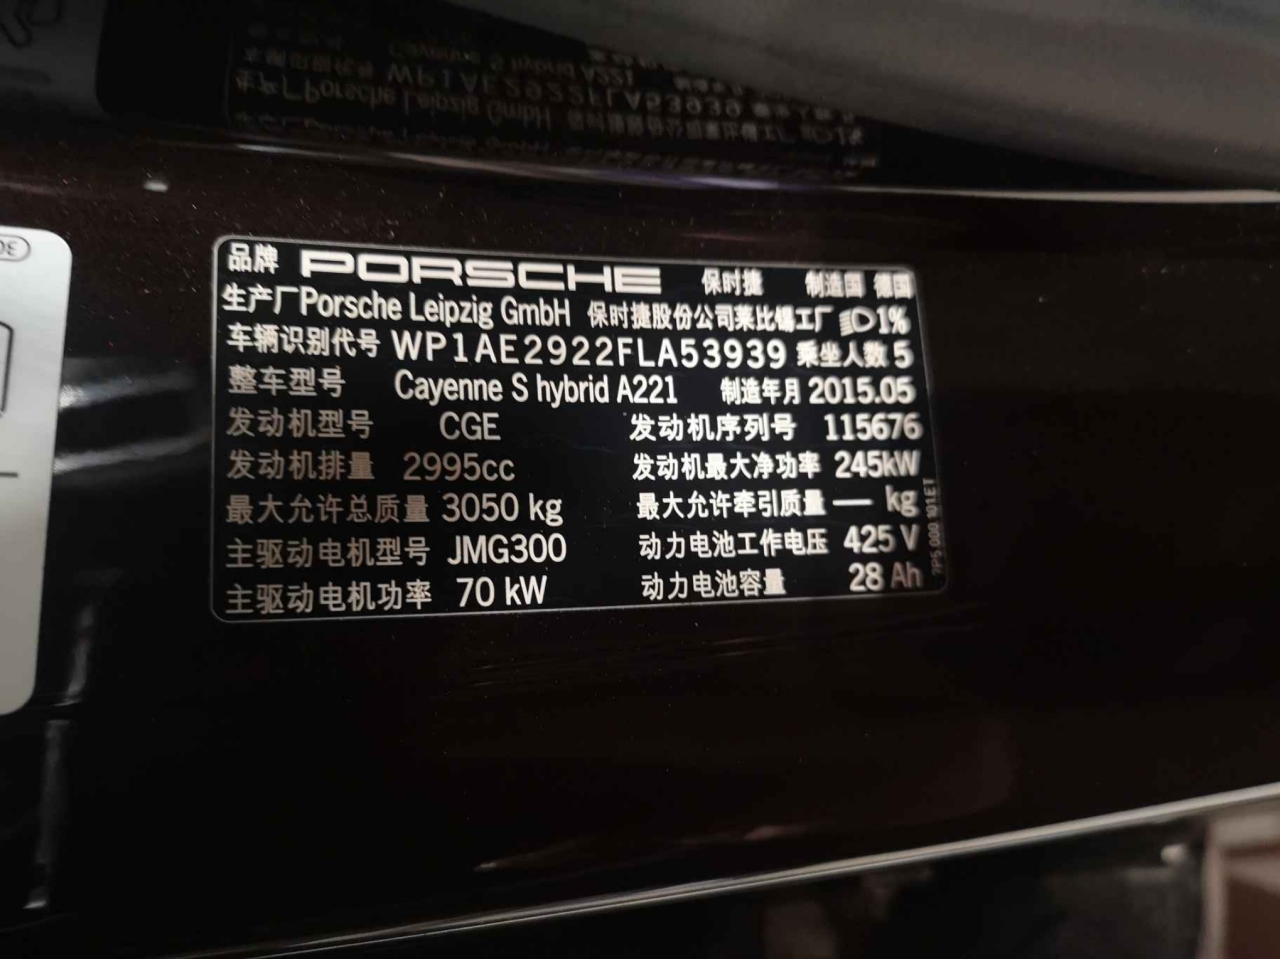 品牌 PORSCHE 保时捷 制造国 德国
生产厂Porsche Leipzig GmbH 保时捷股份公司莱比锡工厂 1%
车辆识别代号 WP1AE2922FLA53939 乘坐人数 5
整车型号 Cayenne S hybrid A221 制造年月 2015.05
发动机型号 CGE 发动机序列号 115676
发动机排量 2995cc 发动机最大净功率 245kW
最大允许总质量 3050 kg 最大允许牵引质量 — kg
主驱动电机型号 JMG300 动力电池工作电压 425 V
主驱动电机功率 70 kW 动力电池容量 28 Ah